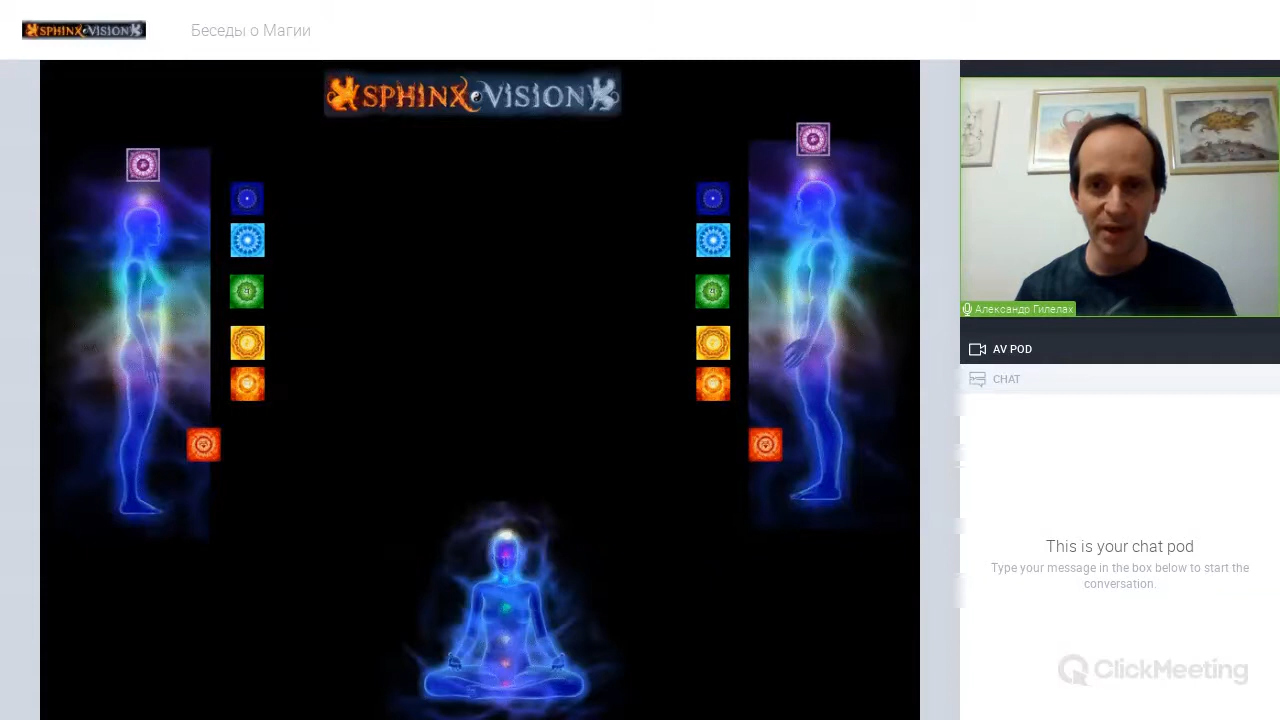 SPHINX VISION
Беседы о Магии
SPHINX VISION
Александр Гилелах
AV POD
CHAT
This is your chat pod
Type your message in the box below to start the
conversation.
ClickMeeting